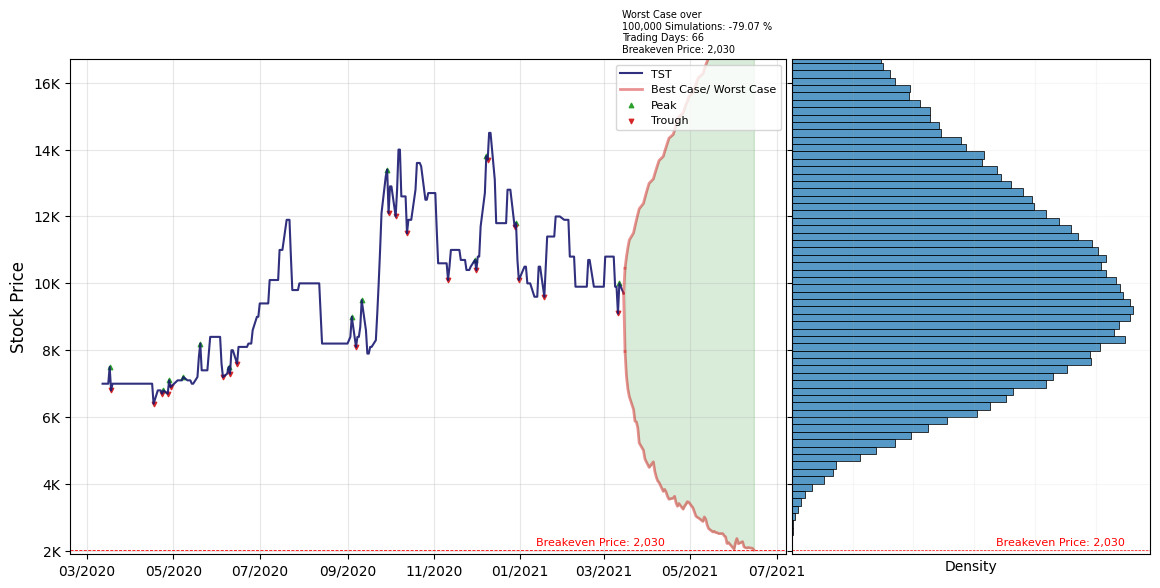 Worst Case over
100,000 Simulations: -79.07 %
Trading Days: 66
Breakeven Price: 2,030
TST
Best Case/ Worst Case
Peak
Trough
16K
14K
12K
10K
8K
6K
4K
2K
Stock Price
Breakeven Price: 2,030
Breakeven Price: 2,030
03/2020
05/2020
07/2020
09/2020
11/2020
01/2021
03/2021
05/2021
07/2021
Density